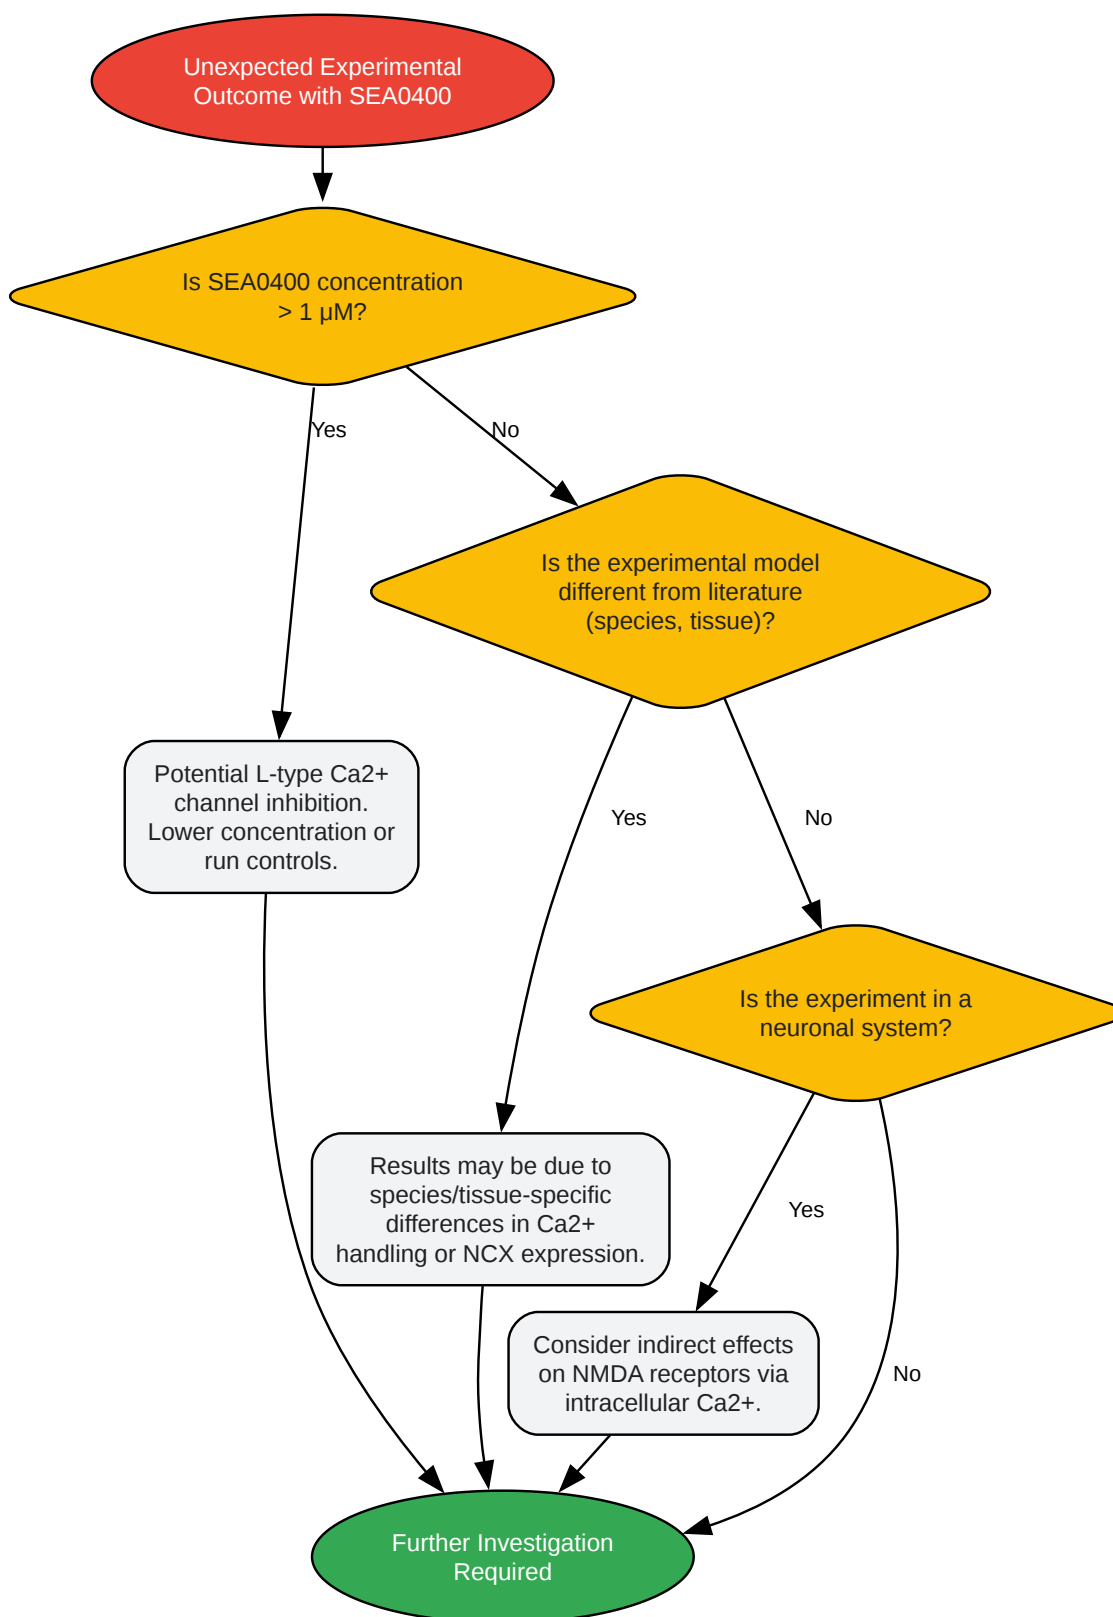 Unexpected Experimental
Outcome with SEA0400
Is SEA0400 concentration
> 1 μM?
Yes
No
Is the experimental model
different from literature
(species, tissue)?
Potential L-type Ca2+
channel inhibition.
Lower concentration or
run controls.
Yes
No
Is the experiment in a
neuronal system?
Results may be due to
species/tissue-specific
differences in Ca2+
handling or NCX expression.
Yes
Consider indirect effects
on NMDA receptors via
intracellular Ca2+.
No
Further Investigation
Required